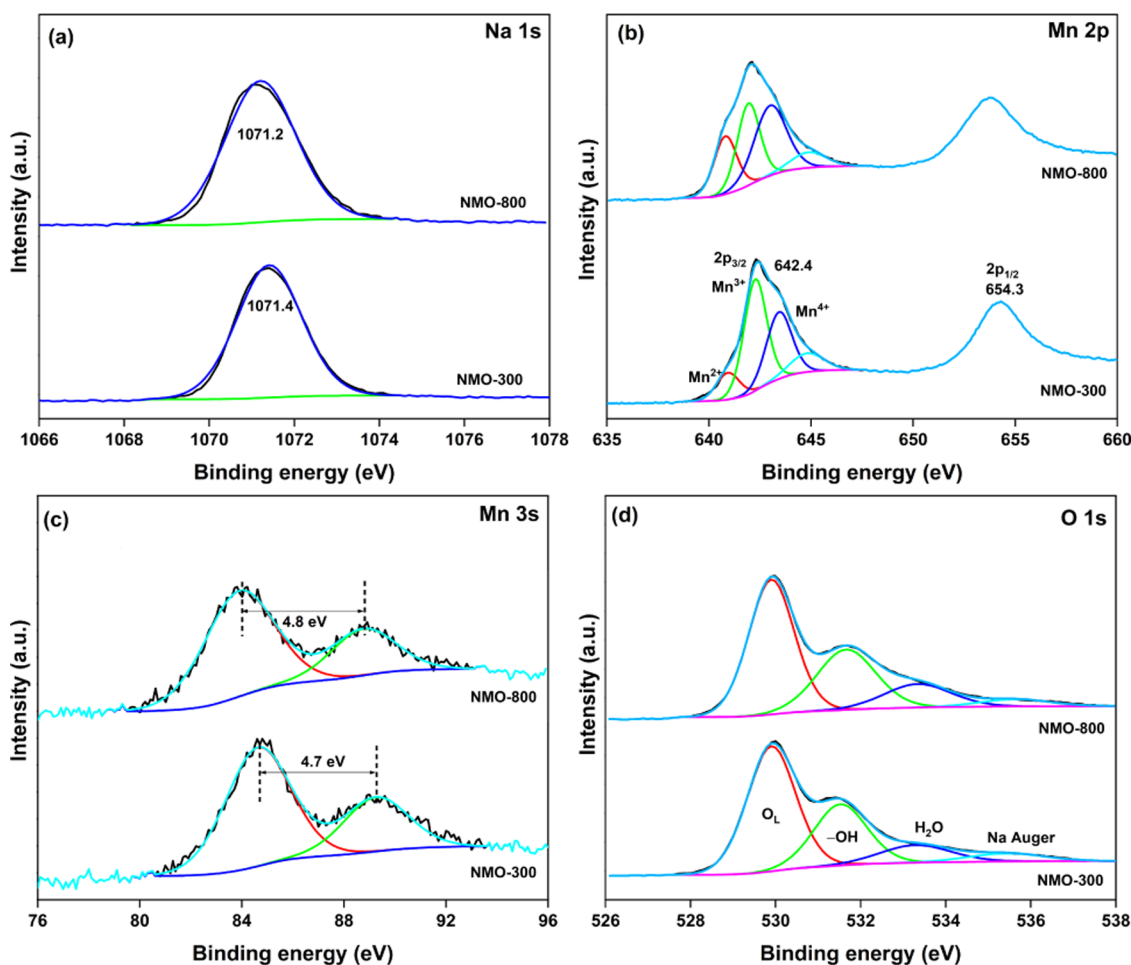 (a)
Na 1s
1071.2
NMO-800
1071.4
NMO-300
1066 1068 1070 1072 1074 1076 1078
Binding energy (eV)
Intensity (a.u.)
(b)
Mn 2p
NMO-800
2p3/2 642.4
Mn3+
Mn4+
Mn2+
2p1/2
654.3
NMO-300
635 640 645 650 655 660
Binding energy (eV)
Intensity (a.u.)
(c)
Mn 3s
4.8 eV
NMO-800
4.7 eV
NMO-300
76 80 84 88 92 96
Binding energy (eV)
Intensity (a.u.)
(d)
O 1s
NMO-800
OL
–OH
H2O
Na Auger
NMO-300
526 528 530 532 534 536 538
Binding energy (eV)
Intensity (a.u.)